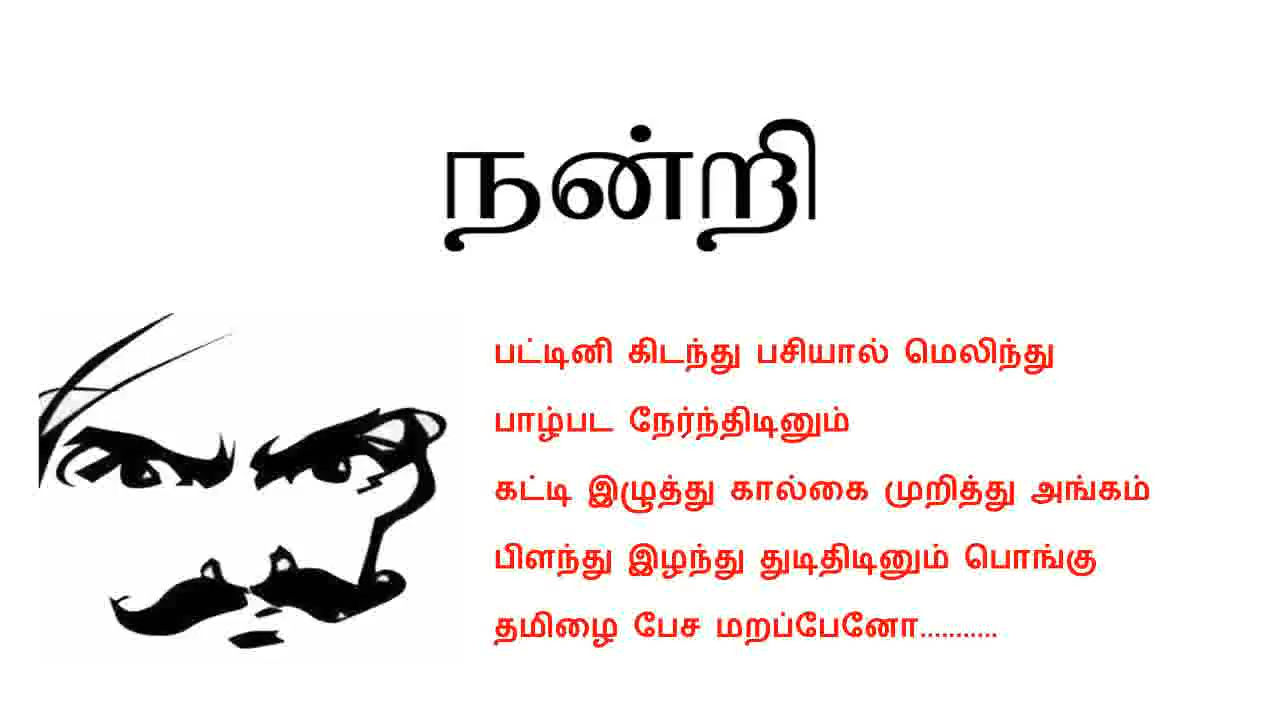 நன்றி
பட்டினி கிடந்து பசியால் மெலிந்து
பாழ்பட நேர்ந்திடினும்
கட்டி இழுத்து கால்கை முறித்து அங்கம்
பிளந்து இழந்து துடிதிடினும் பொங்கு
தமிழை பேச மறப்பேனோ...........